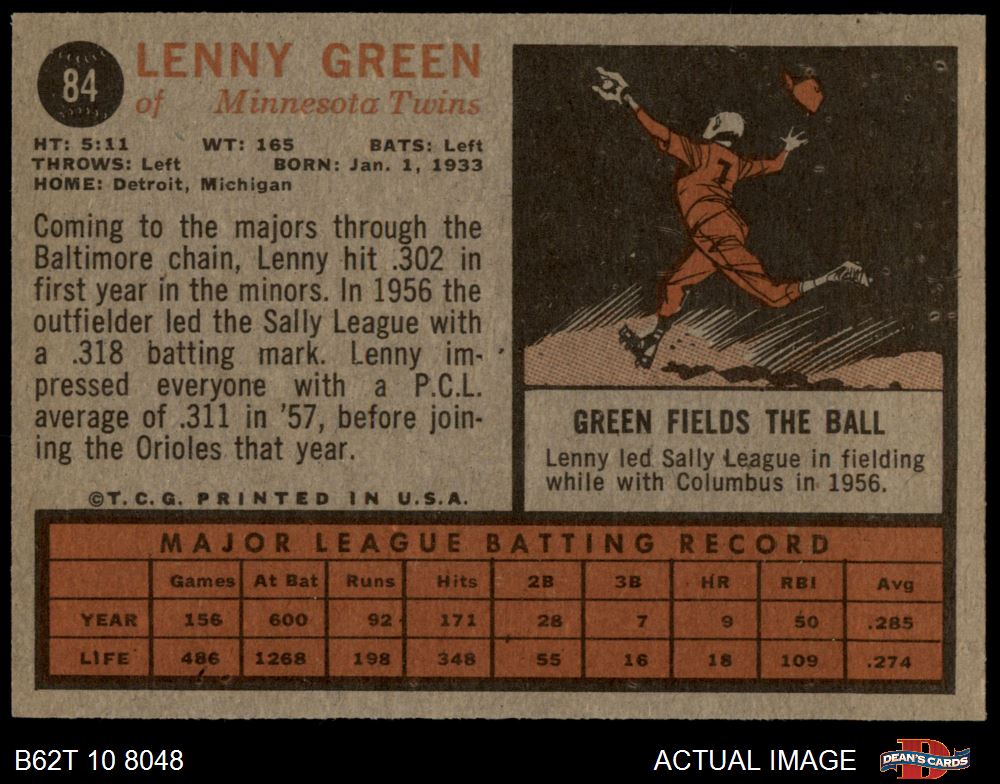 84
LENNY GREEN
of Minnesota Twins
HT: 5:11 WT: 165 BATS: Left
THROWS: Left BORN: Jan. 1, 1933
HOME: Detroit, Michigan
Coming to the majors through the
Baltimore chain, Lenny hit .302 in
first year in the minors. In 1956 the
outfielder led the Sally League with
a .318 batting mark. Lenny im-
pressed everyone with a P.C.L.
average of .311 in '57, before join-
ing the Orioles that year.
©T.C.G. PRINTED IN U.S.A.
7
GREEN FIELDS THE BALL
Lenny led Sally League in fielding
while with Columbus in 1956.
MAJOR LEAGUE BATTING RECORD
Games At Bat Runs Hits 2B 3B HR RBI Avg
YEAR 156 600 92 171 28 7 9 50 .285
LIFE 486 1268 198 348 55 16 18 109 .274
B62T 10 8048
ACTUAL IMAGE
D
DEAN'S CARDS